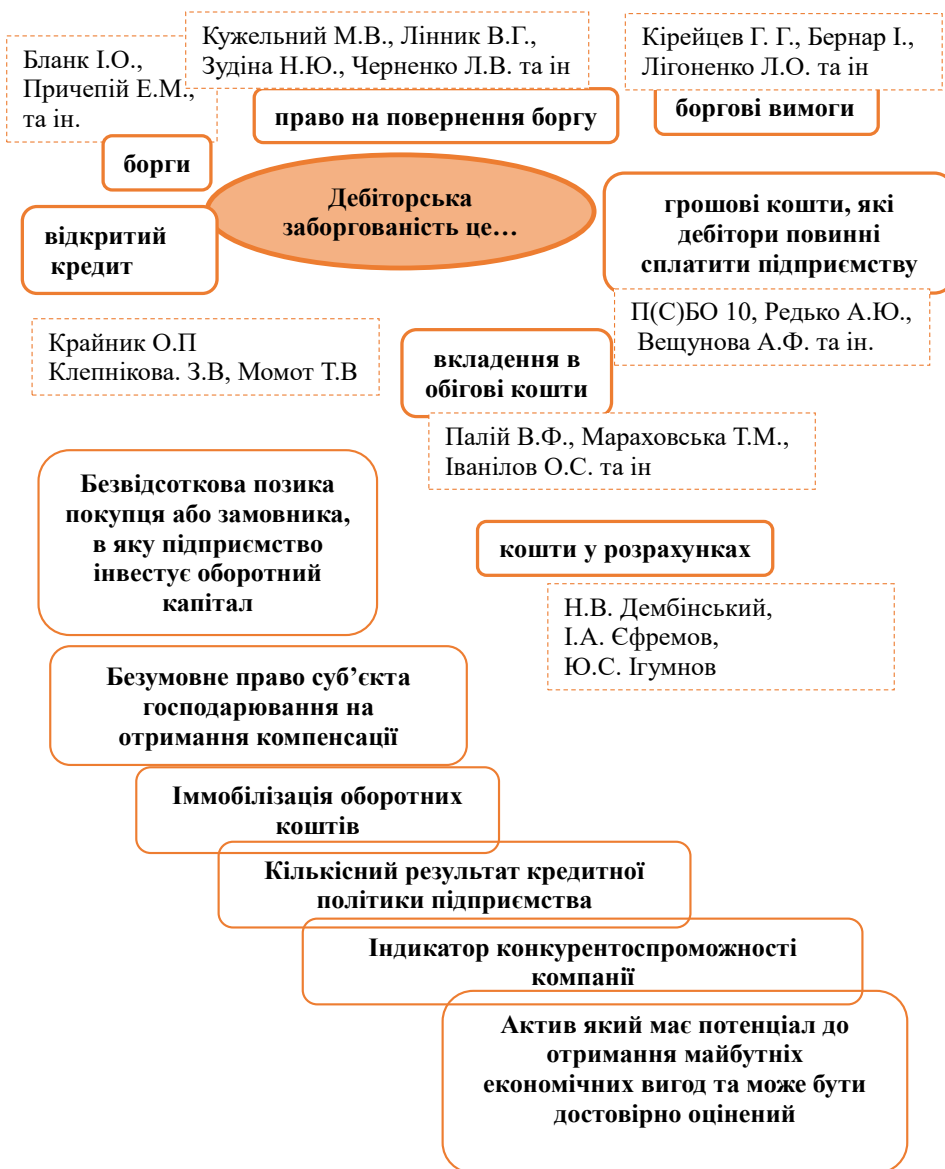 Бланк І.О.,
Причепій Е.М.,
та ін.
Кужельний М.В., Лінник В.Г.,
Зудіна Н.Ю., Черненко Л.В. та ін
Кірейцев Г. Г., Бернар І.,
Лігоненко Л.О. та ін
право на повернення боргу
боргові вимоги
борги
Дебіторська
заборгованість це…
відкритий
кредит
грошові кошти, які
дебітори повинні
сплатити підприємству
П(С)БО 10, Редько А.Ю.,
Вещунова А.Ф. та ін.
Крайник О.П
Клепнікова. З.В, Момот Т.В
вкладення в
обігові кошти
Палій В.Ф., Мараховська Т.М.,
Іванілов О.С. та ін
Безвідсоткова позика
покупця або замовника,
в яку підприємство
інвестує оборотний
капітал
кошти у розрахунках
Н.В. Дембінський,
І.А. Єфремов,
Ю.С. Ігумнов
Безумовне право суб’єкта
господарювання на
отримання компенсації
Іммобілізація оборотних
коштів
Кількісний результат кредитної
політики підприємства
Індикатор конкурентоспроможності
компанії
Актив який має потенціал до
отримання майбутніх
економічних вигод та може бути
достовірно оцінений